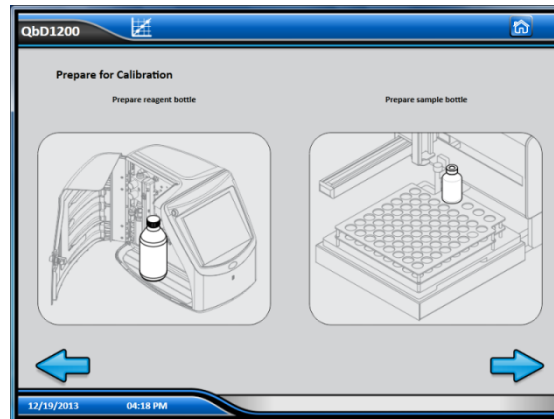 QbD1200
Prepare for Calibration
Prepare reagent bottle
Prepare sample bottle
12/19/2013
04:18 PM